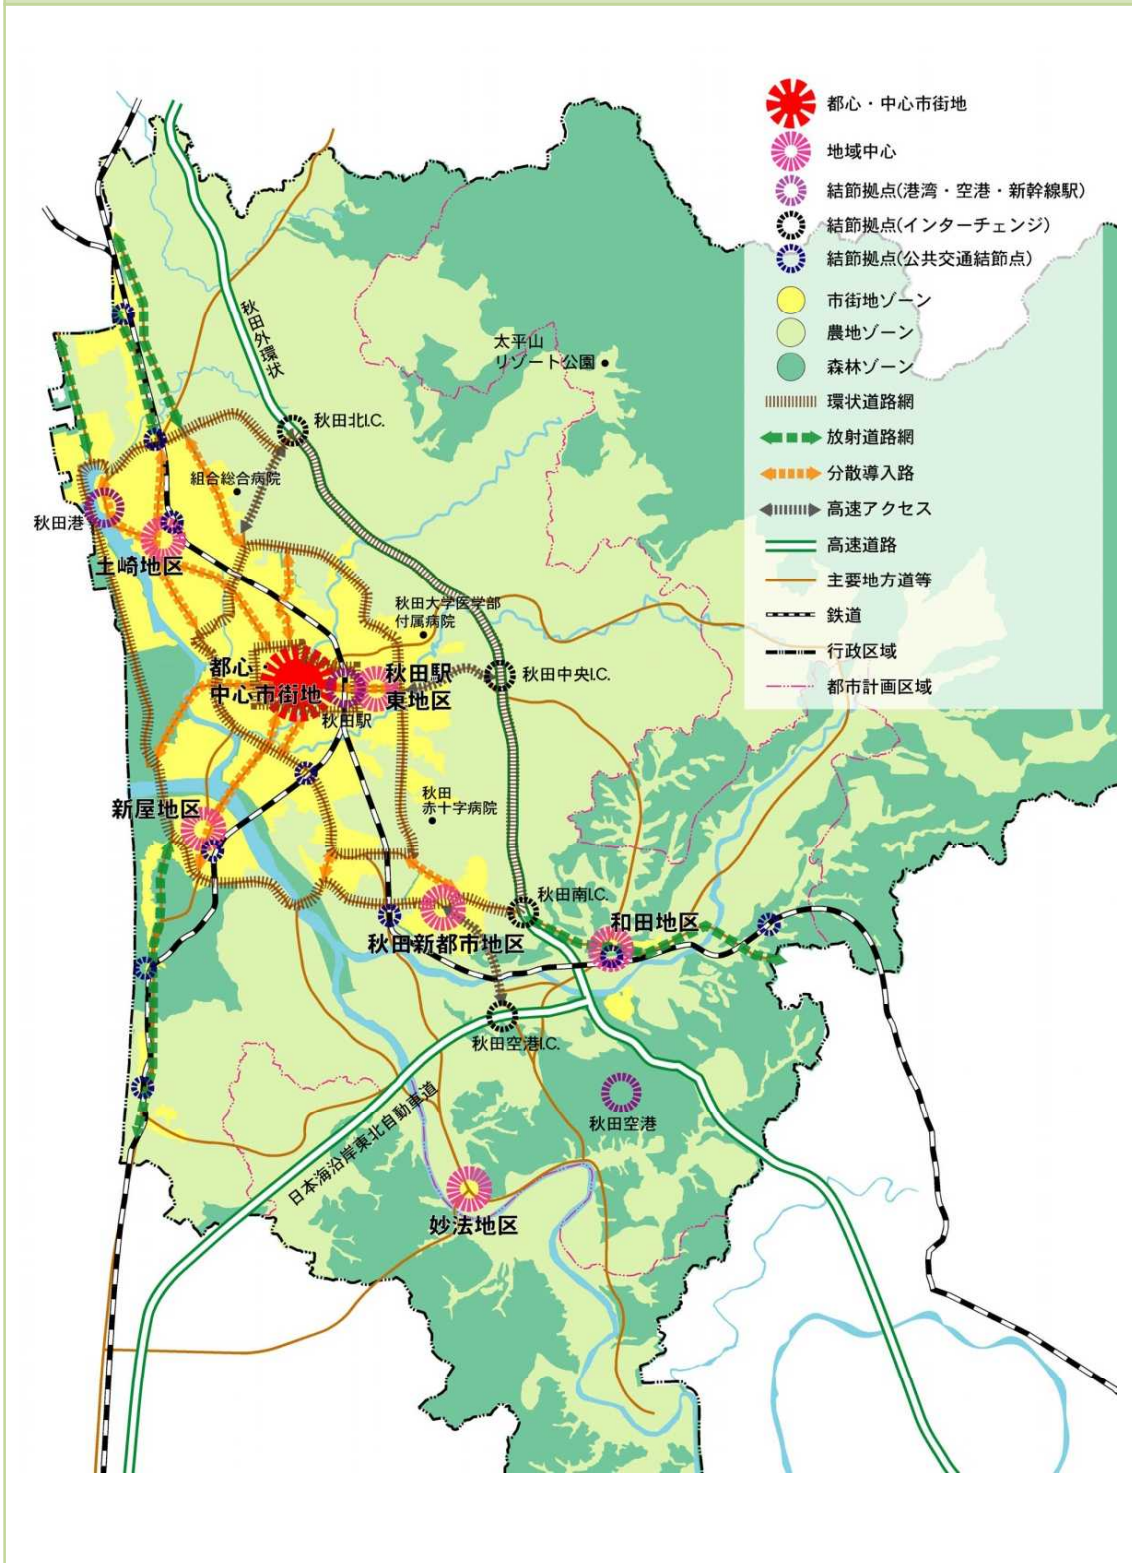 都心・中心市街地
地域中心
結節拠点(港湾・空港・新幹線駅)
結節拠点(インターチェンジ)
結節拠点(公共交通結節点)
市街地ゾーン
農地ゾーン
森林ゾーン
環状道路網
放射道路網
分散導入路
高速アクセス
高速道路
主要地方道等
鉄道
行政区域
都市計画区域
秋田外環状
太平山
リゾート公園
秋田北I.C.
組合総合病院
秋田港
土崎地区
秋田大学医学部
付属病院
都心・
中心市街地
秋田駅
東地区
秋田中央I.C.
秋田駅
新屋地区
秋田
赤十字病院
秋田南I.C.
和田地区
秋田新都市地区
秋田空港I.C.
秋田空港
日本海沿岸東北自動車道
妙法地区